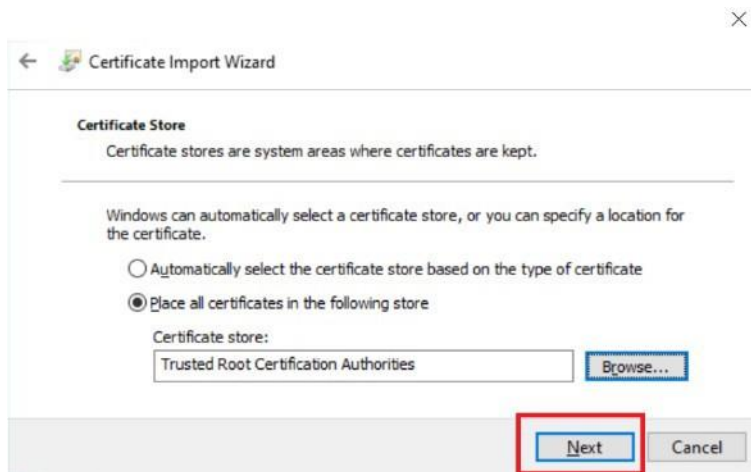 Certificate Import Wizard
Certificate Store
Certificate stores are system areas where certificates are kept.
Windows can automatically select a certificate store, or you can specify a location for
the certificate.
Automatically select the certificate store based on the type of certificate
Place all certificates in the following store
Certificate store:
Trusted Root Certification Authorities
Browse...
Next
Cancel